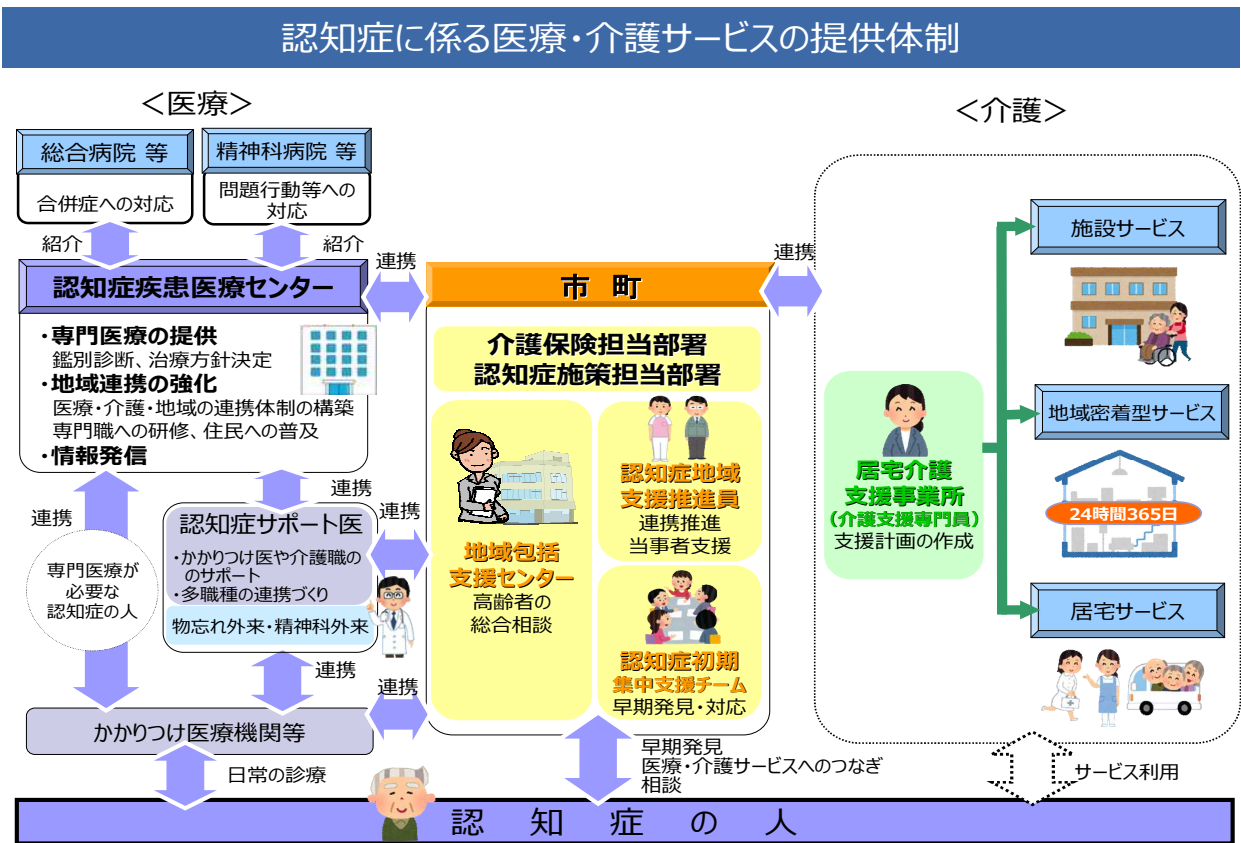 認知症に係る医療・介護サービスの提供体制
＜医療＞
総合病院 等
合併症への対応
精神科病院 等
問題行動等への
対応
紹介
紹介
認知症疾患医療センター
・専門医療の提供
鑑別診断、治療方針決定
・地域連携の強化
医療・介護・地域の連携体制の構築
専門職への研修、住民への普及
・情報発信
連携
専門医療が
必要な
認知症の人
連携
認知症サポート医
・かかりつけ医や介護職の
のサポート
・多職種の連携づくり
物忘れ外来・精神科外来
連携
かかりつけ医療機関等
日常の診療
連携
連携
連携
市 町
介護保険担当部署
認知症施策担当部署
地域包括
支援センター
高齢者の
総合相談
認知症地域
支援推進員
連携推進
当事者支援
認知症初期
集中支援チーム
早期発見・対応
早期発見
医療・介護サービスへのつなぎ
相談
連携
＜介護＞
居宅介護
支援事業所
(介護支援専門員)
支援計画の作成
施設サービス
地域密着型サービス
24時間365日
居宅サービス
サービス利用
認 知 症 の 人